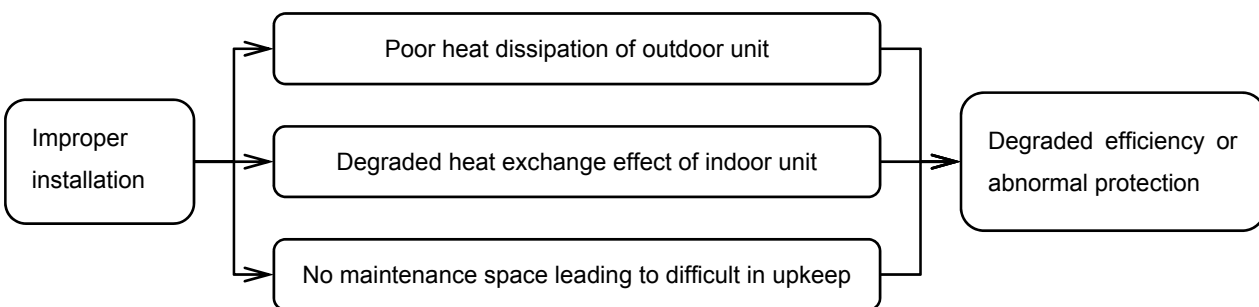 Poor heat dissipation of outdoor unit
Improper
installation
Degraded heat exchange effect of indoor unit
Degraded efficiency or
abnormal protection
No maintenance space leading to difficult in upkeep